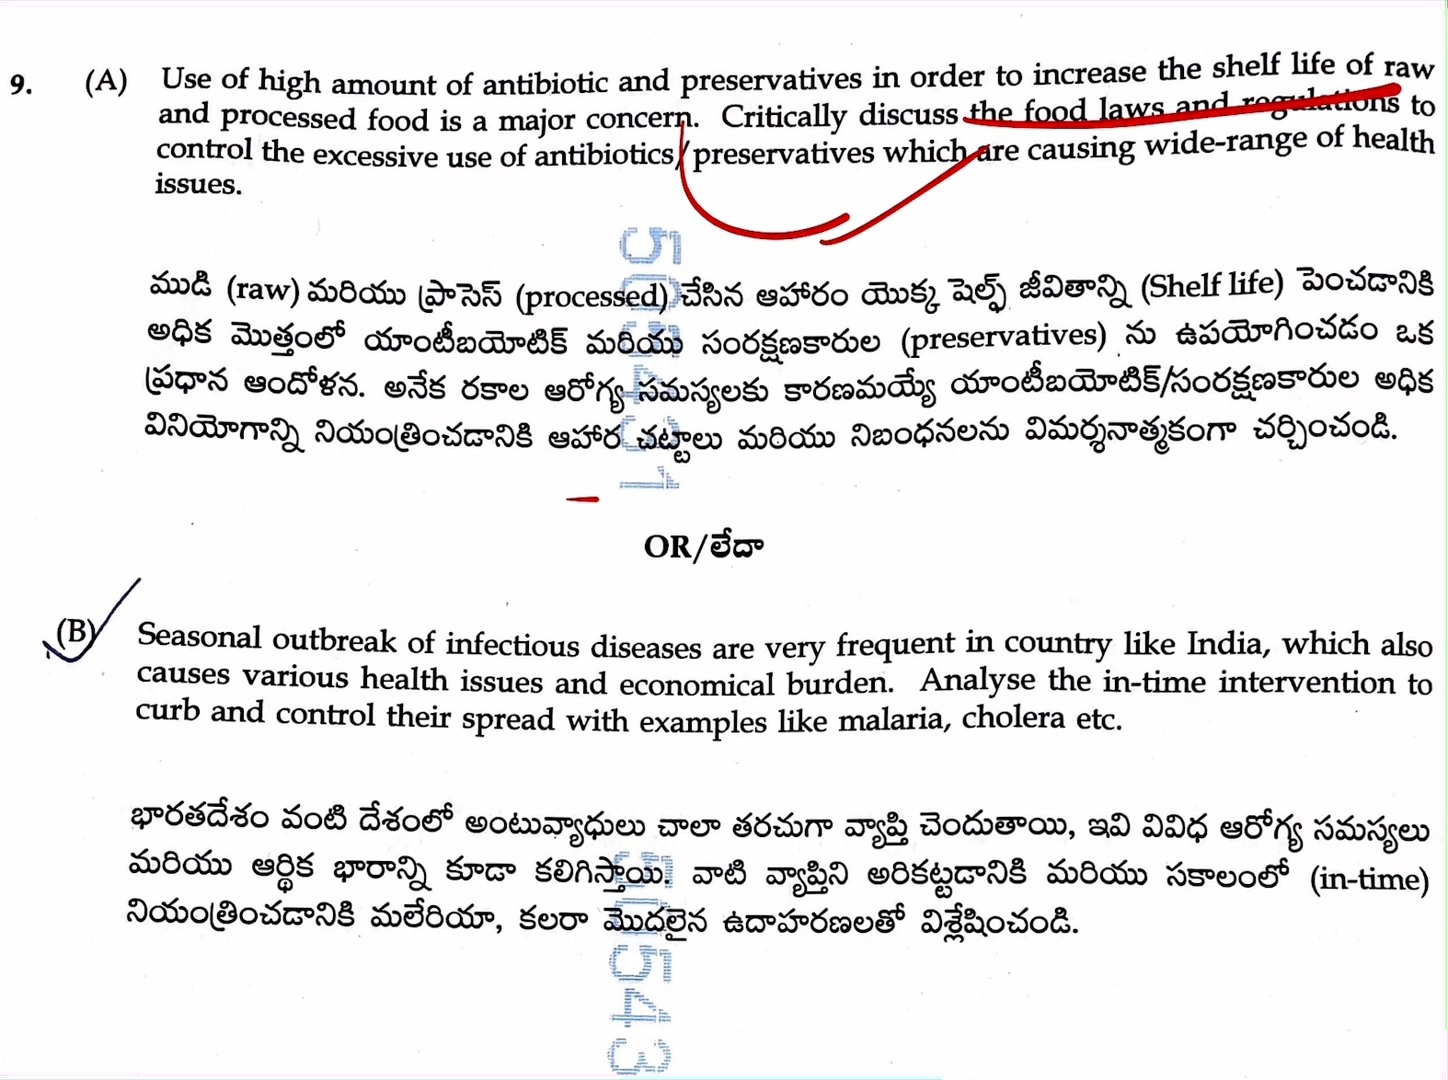 9. (A) Use of high amount of antibiotic and preservatives in order to increase the shelf life of raw
and processed food is a major concern. Critically discuss the food laws and regulations to
control the excessive use of antibiotics/preservatives which are causing wide-range of health
issues.
ముడి (raw) మరియు ప్రాసెస్ (processed) చేసిన ఆహారం యొక్క షెల్ఫ్ జీవితాన్ని (Shelf life) పెంచడానికి
అధిక మొత్తంలో యాంటీబయోటిక్ మరియు సంరక్షణకారుల (preservatives) ను ఉపయోగించడం ఒక
ప్రధాన ఆందోళన. అనేక రకాల ఆరోగ్య సమస్యలకు కారణమయ్యే యాంటీబయోటిక్/సంరక్షణకారుల అధిక
వినియోగాన్ని నియంత్రించడానికి ఆహార చట్టాలు మరియు నిబంధనలను విమర్శనాత్మకంగా చర్చించండి.
OR/లేదా
(B) Seasonal outbreak of infectious diseases are very frequent in country like India, which also
causes various health issues and economical burden. Analyse the in-time intervention to
curb and control their spread with examples like malaria, cholera etc.
భారతదేశం వంటి దేశంలో అంటువ్యాధులు చాలా తరచుగా వ్యాప్తి చెందుతాయి, ఇవి వివిధ ఆరోగ్య సమస్యలు
మరియు ఆర్థిక భారాన్ని కూడా కలిగిస్తాయి. వాటి వ్యాప్తిని అరికట్టడానికి మరియు సకాలంలో (in-time)
నియంత్రించడానికి మలేరియా, కలరా మొదలైన ఉదాహరణలతో విశ్లేషించండి.